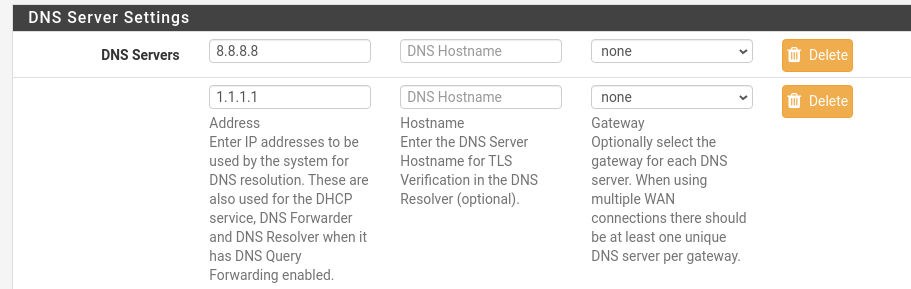 DNS Server Settings
DNS Servers 8.8.8.8 DNS Hostname none Delete
1.1.1.1 DNS Hostname none Delete
Address
Enter IP addresses to be
used by the system for
DNS resolution. These are
also used for the DHCP
service, DNS Forwarder
and DNS Resolver when it
has DNS Query
Forwarding enabled.
Hostname
Enter the DNS Server
Hostname for TLS
Verification in the DNS
Resolver (optional).
Gateway
Optionally select the
gateway for each DNS
server. When using
multiple WAN
connections there should
be at least one unique
DNS server per gateway.